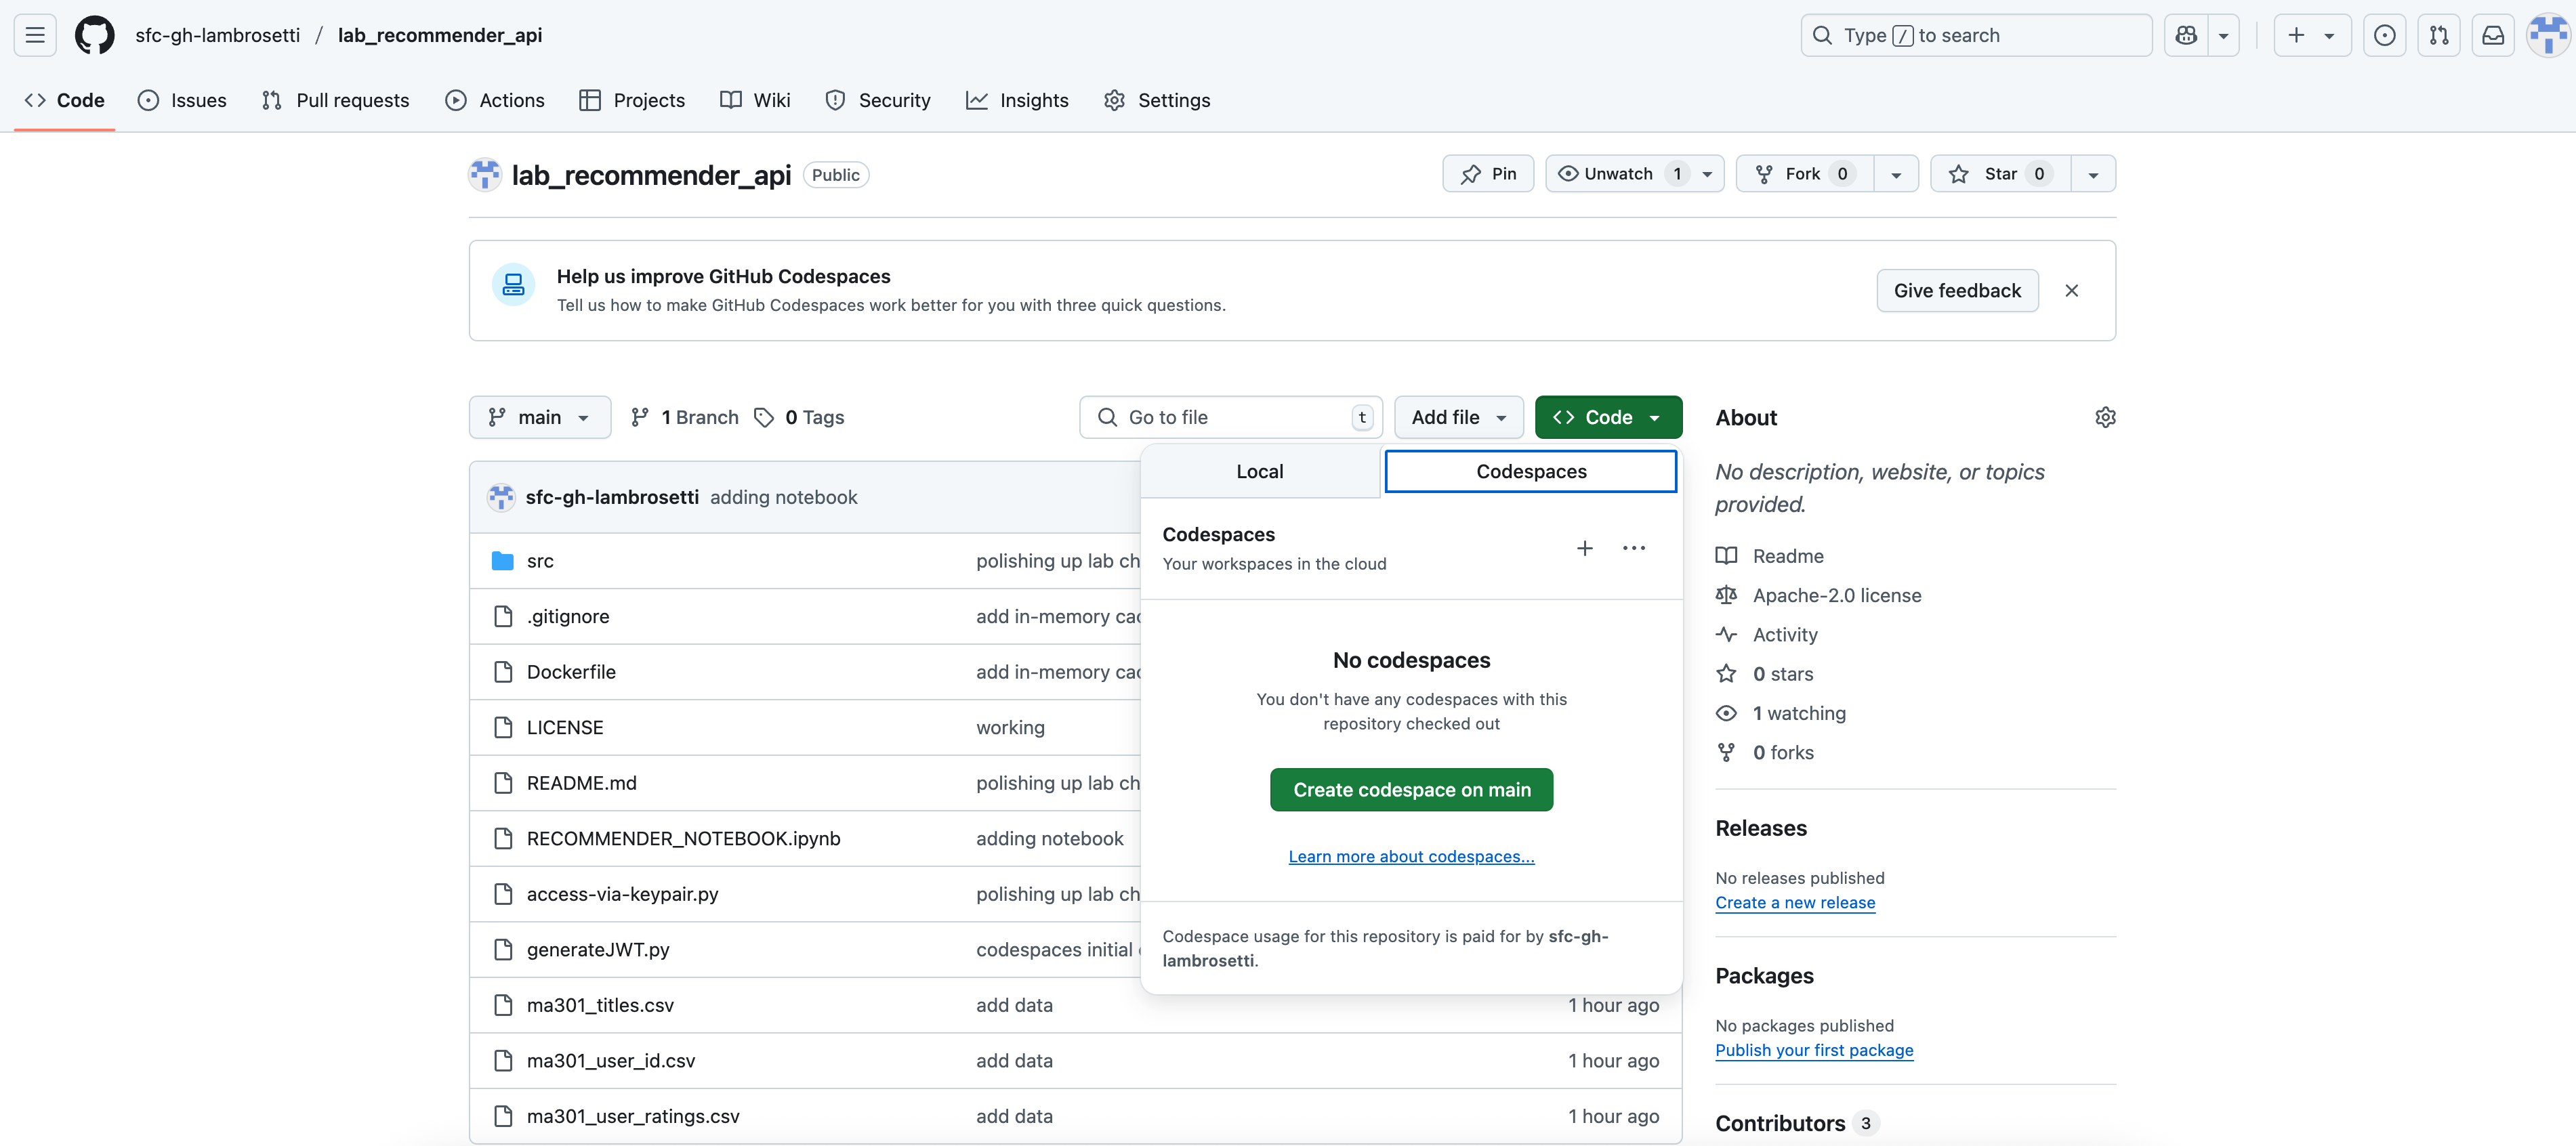 sfc-gh-lambrosetti / lab_recommender_api
Type / to search
Code Issues Pull requests Actions Projects Wiki Security Insights Settings
lab_recommender_api Public
Pin Unwatch 1 Fork 0 Star 0
Help us improve GitHub Codespaces
Tell us how to make GitHub Codespaces work better for you with three quick questions.
Give feedback
main 1 Branch 0 Tags
Go to file t Add file Code
Local Codespaces
Codespaces
Your workspaces in the cloud
No codespaces
You don't have any codespaces with this
repository checked out
Create codespace on main
Learn more about codespaces...
Codespace usage for this repository is paid for by sfc-gh-
lambrosetti.
sfc-gh-lambrosetti adding notebook
src polishing up lab ch
.gitignore add in-memory cac
Dockerfile add in-memory cac
LICENSE working
README.md polishing up lab ch
RECOMMENDER_NOTEBOOK.ipynb adding notebook
access-via-keypair.py polishing up lab ch
generateJWT.py codespaces initial
ma301_titles.csv add data 1 hour ago
ma301_user_id.csv add data 1 hour ago
ma301_user_ratings.csv add data 1 hour ago
About
No description, website, or topics
provided.
Readme
Apache-2.0 license
Activity
0 stars
1 watching
0 forks
Releases
No releases published
Create a new release
Packages
No packages published
Publish your first package
Contributors 3